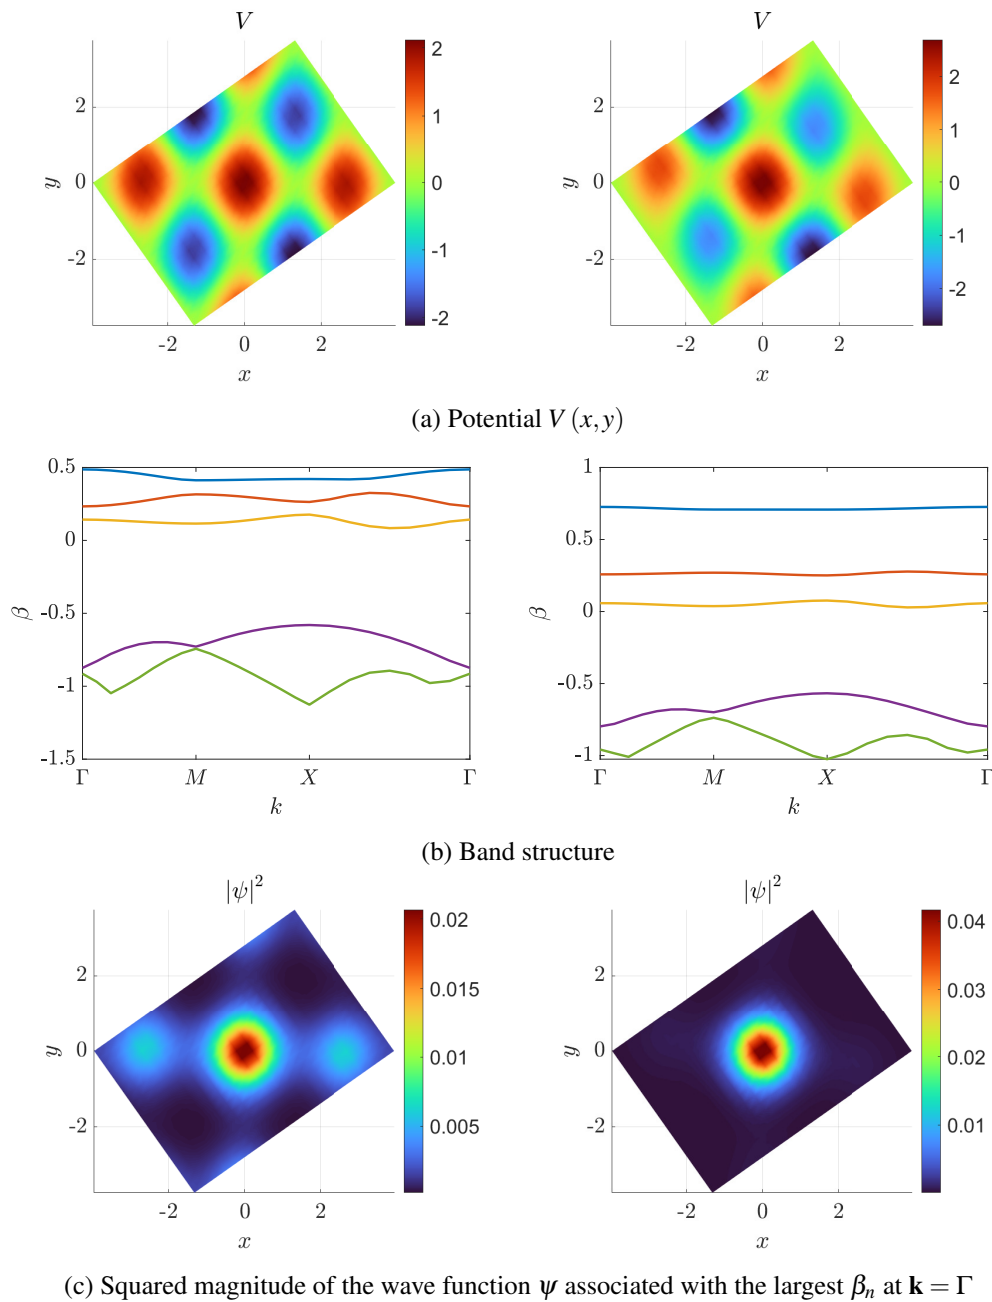 V
V
2
0
-2
y
-2
0
2
x
2
1
0
-1
-2
2
0
-2
y
-2
0
2
x
2
1
0
-1
-2
(a) Potential V (x,y)
0.5
0
-0.5
-1
-1.5
β
Γ
M
X
Γ
k
1
0.5
0
-0.5
-1
β
Γ
M
X
Γ
k
(b) Band structure
|ψ|²
|ψ|²
2
0
-2
y
-2
0
2
x
0.02
0.015
0.01
0.005
2
0
-2
y
-2
0
2
x
0.04
0.03
0.02
0.01
(c) Squared magnitude of the wave function ψ associated with the largest βₙ at k = Γ